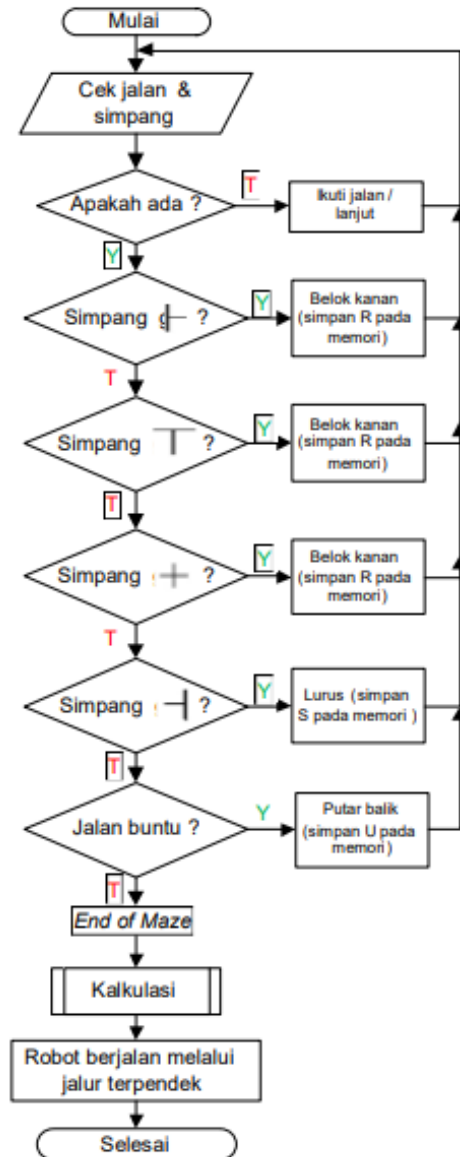 Mulai
Cek jalan &
simpang
Apakah ada ?
T
Ikuti jalan /
lanjut
Y
Simpang ?
Y
Belok kanan
(simpan R pada
memori)
T
Simpang ?
Y
Belok kanan
(simpan R pada
memori)
T
Simpang ?
Y
Belok kanan
(simpan R pada
memori)
T
Simpang ?
Y
Lurus (simpan
S pada memori )
T
Jalan buntu ?
Y
Putar balik
(simpan U pada
memori)
T
End of Maze
Kalkulasi
Robot berjalan melalui
jalur terpendek
Selesai